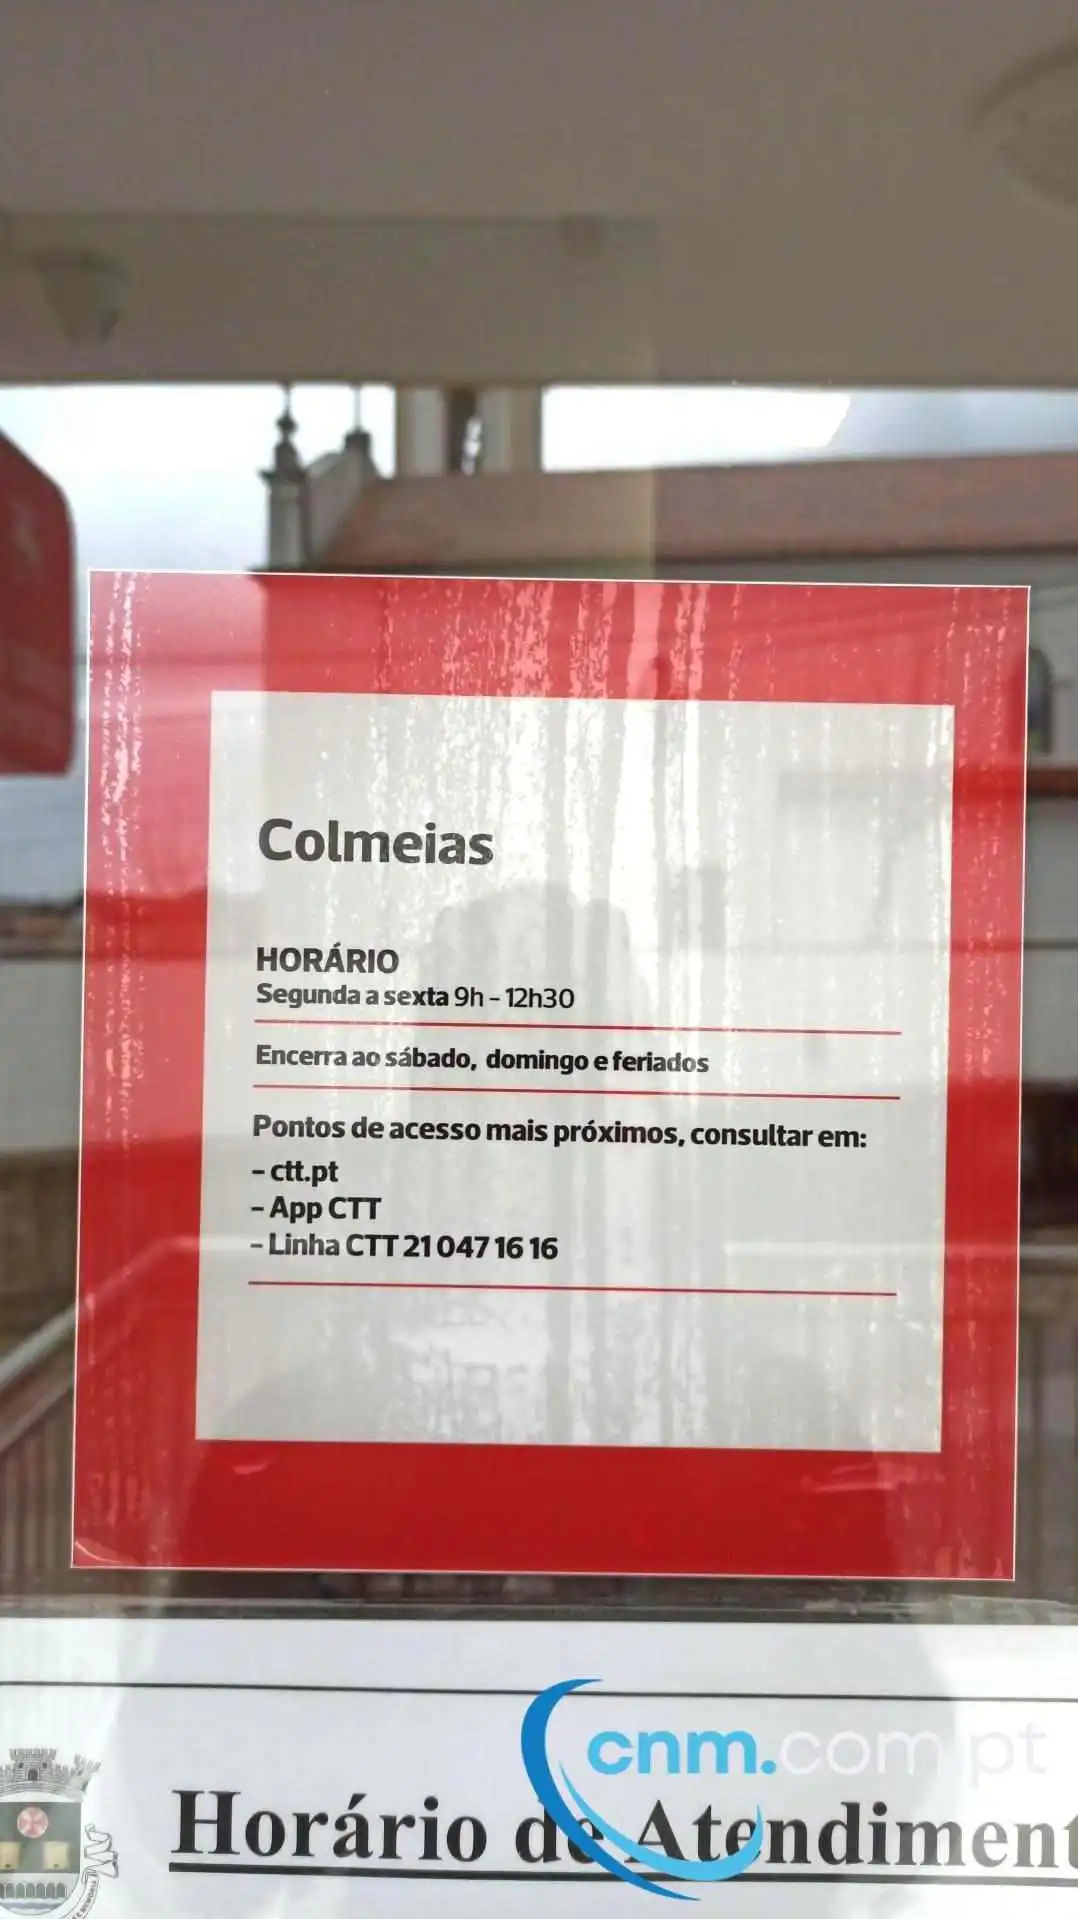 Colmeias
HORÁRIO
Segunda a sexta 9h - 12h30
Encerra ao sábado, domingo e feriados
Pontos de acesso mais próximos, consultar em:
- ctt.pt
- App CTT
- Linha CTT 21 047 16 16
cnm.com.pt
Horário de Atendiment